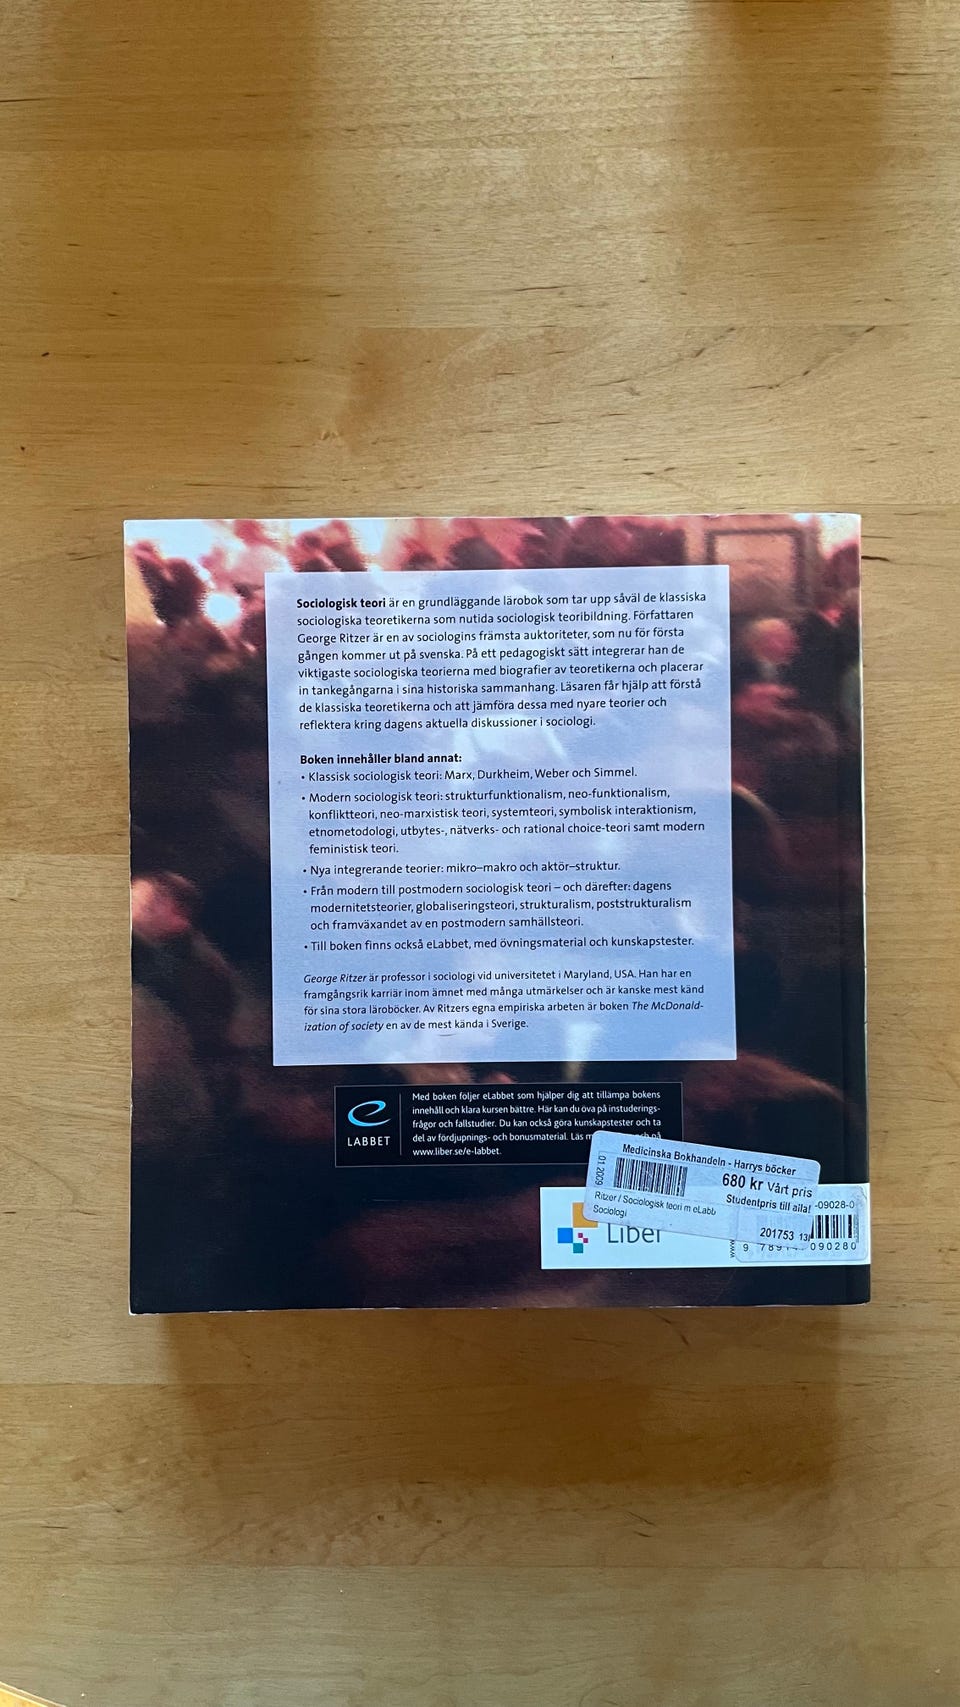 Sociologisk teori är en grundläggande lärobok som tar upp såväl de klassiska
sociologiska teoretikerna som nutida sociologisk teoribildning. Författaren
George Ritzer är en av sociologins främsta auktoriteter, som nu för första
gången kommer ut på svenska. På ett pedagogiskt sätt integrerar han de
viktigaste sociologiska teorierna med biografier av teoretikerna och placerar
in tankegångarna i sina historiska sammanhang. Läsaren får hjälp att förstå
de klassiska teoretikerna och att jämföra dessa med nyare teorier och
reflektera kring dagens aktuella diskussioner i sociologi.
Boken innehåller bland annat:
• Klassisk sociologisk teori: Marx, Durkheim, Weber och Simmel.
• Modern sociologisk teori: strukturfunktionalism, neo-funktionalism,
konfliktteori, neo-marxistisk teori, systemteori, symbolisk interaktionism,
etnometodologi, utbytes-, nätverks- och rational choice-teori samt modern
feministisk teori.
• Nya integrerande teorier: mikro–makro och aktör–struktur.
• Från modern till postmodern sociologisk teori – och därefter: dagens
modernitetsteorier, globaliseringsteori, strukturalism, poststrukturalism
och framväxandet av en postmodern samhällsteori.
• Till boken finns också eLabbet, med övningsmaterial och kunskapstester.
George Ritzer är professor i sociologi vid universitetet i Maryland, USA. Han har en
framgångsrik karriär inom ämnet med många utmärkelser och är kanske mest känd
för sina stora läroböcker. Av Ritzers egna empiriska arbeten är boken The McDonald-
ization of society en av de mest kända i Sverige.
e
LABBET
Med boken följer eLabbet som hjälper dig att tillämpa bokens
innehåll och klara kursen bättre. Här kan du öva på instuderings-
frågor och fallstudier. Du kan också göra kunskapstester och ta
del av fördjupnings- och bonusmaterial. Läs
www.liber.se/e-labbet.
Medicinska Bokhandeln - Harrys böcker
01 2009
680 kr Vårt pris
Studentpris till alla!
Ritzer / Sociologisk teori m eLabb
Sociologi
201753
-09028-0
Liber
090280